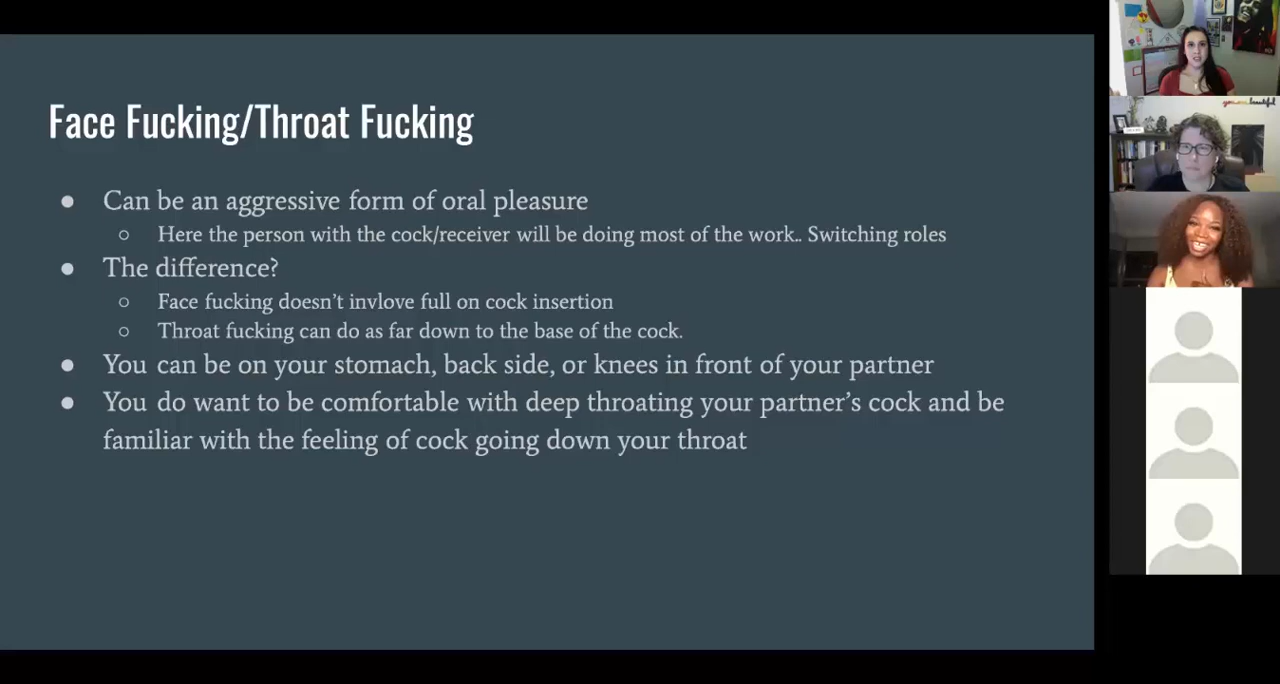 Face Fucking/Throat Fucking
● Can be an aggressive form of oral pleasure
○ Here the person with the cock/receiver will be doing most of the work.. Switching roles
● The difference?
○ Face fucking doesn't invlove full on cock insertion
○ Throat fucking can do as far down to the base of the cock.
● You can be on your stomach, back side, or knees in front of your partner
● You do want to be comfortable with deep throating your partner's cock and be
familiar with the feeling of cock going down your throat